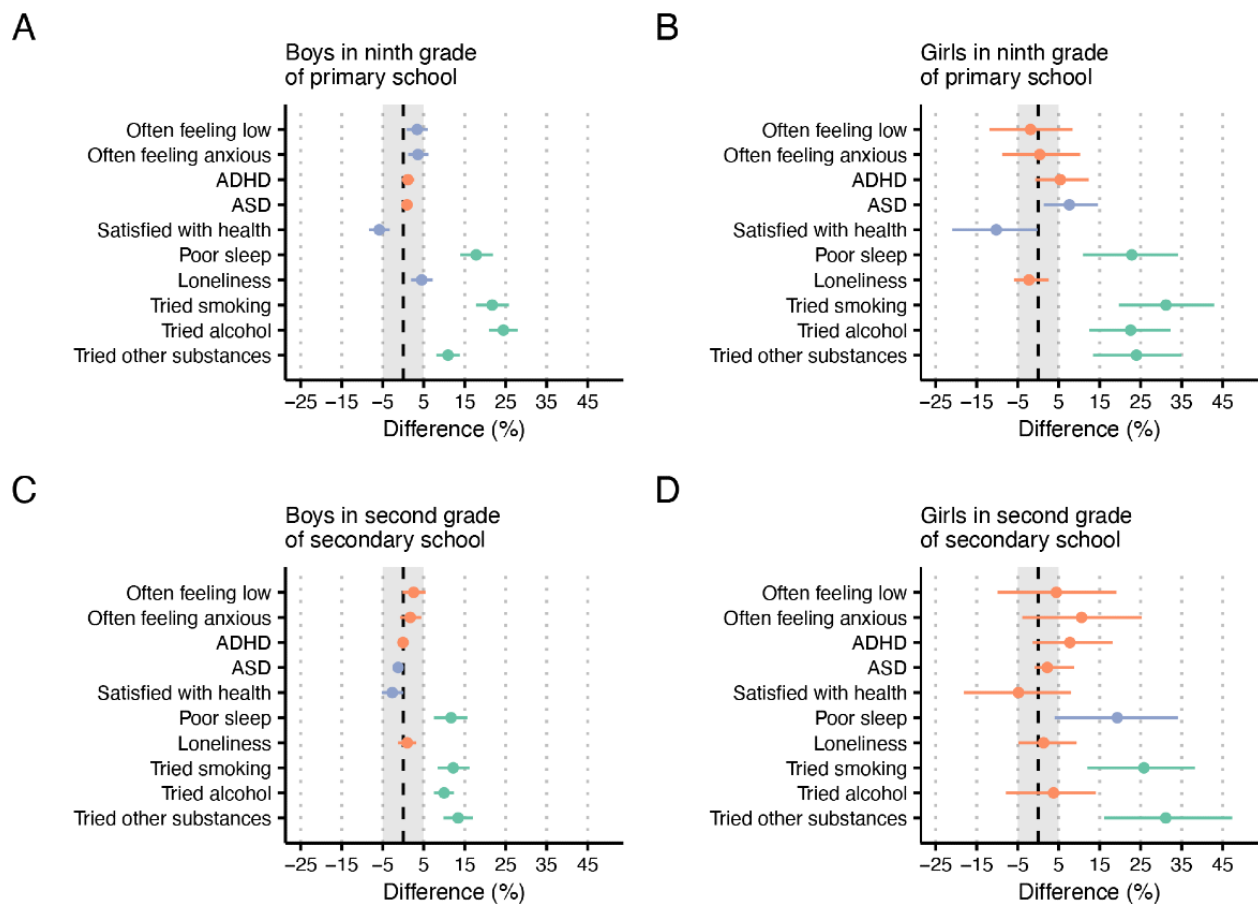 A
Boys in ninth grade
of primary school
Often feeling low
Often feeling anxious
ADHD
ASD
Satisfied with health
Poor sleep
Loneliness
Tried smoking
Tried alcohol
Tried other substances
−25 −15 −5 5 15 25 35 45
Difference (%)
B
Girls in ninth grade
of primary school
Often feeling low
Often feeling anxious
ADHD
ASD
Satisfied with health
Poor sleep
Loneliness
Tried smoking
Tried alcohol
Tried other substances
−25 −15 −5 5 15 25 35 45
Difference (%)
C
Boys in second grade
of secondary school
Often feeling low
Often feeling anxious
ADHD
ASD
Satisfied with health
Poor sleep
Loneliness
Tried smoking
Tried alcohol
Tried other substances
−25 −15 −5 5 15 25 35 45
Difference (%)
D
Girls in second grade
of secondary school
Often feeling low
Often feeling anxious
ADHD
ASD
Satisfied with health
Poor sleep
Loneliness
Tried smoking
Tried alcohol
Tried other substances
−25 −15 −5 5 15 25 35 45
Difference (%)